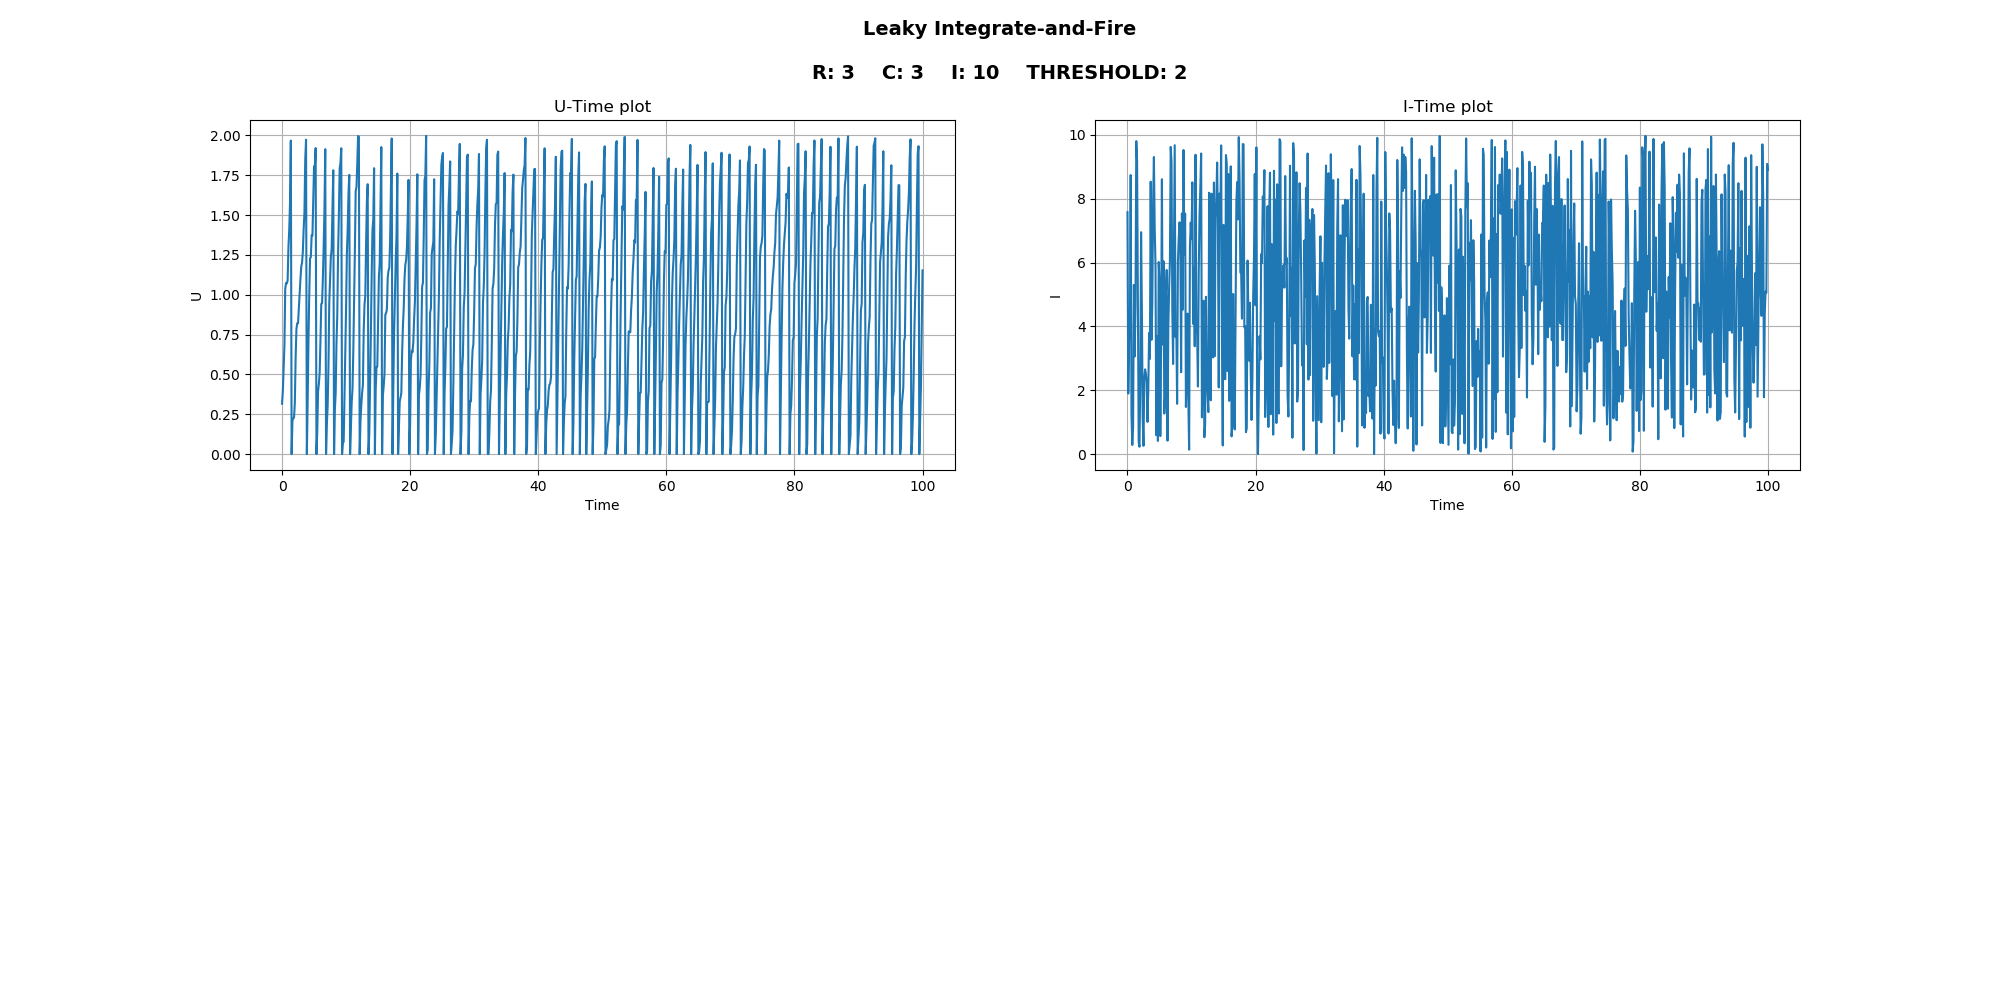 Leaky Integrate-and-Fire
R: 3    C: 3    I: 10    THRESHOLD: 2
U-Time plot
2.00
1.75
1.50
1.25
1.00
0.75
0.50
0.25
0.00
U
0 20 40 60 80 100
Time
I-Time plot
10
8
6
4
2
0
I
0 20 40 60 80 100
Time